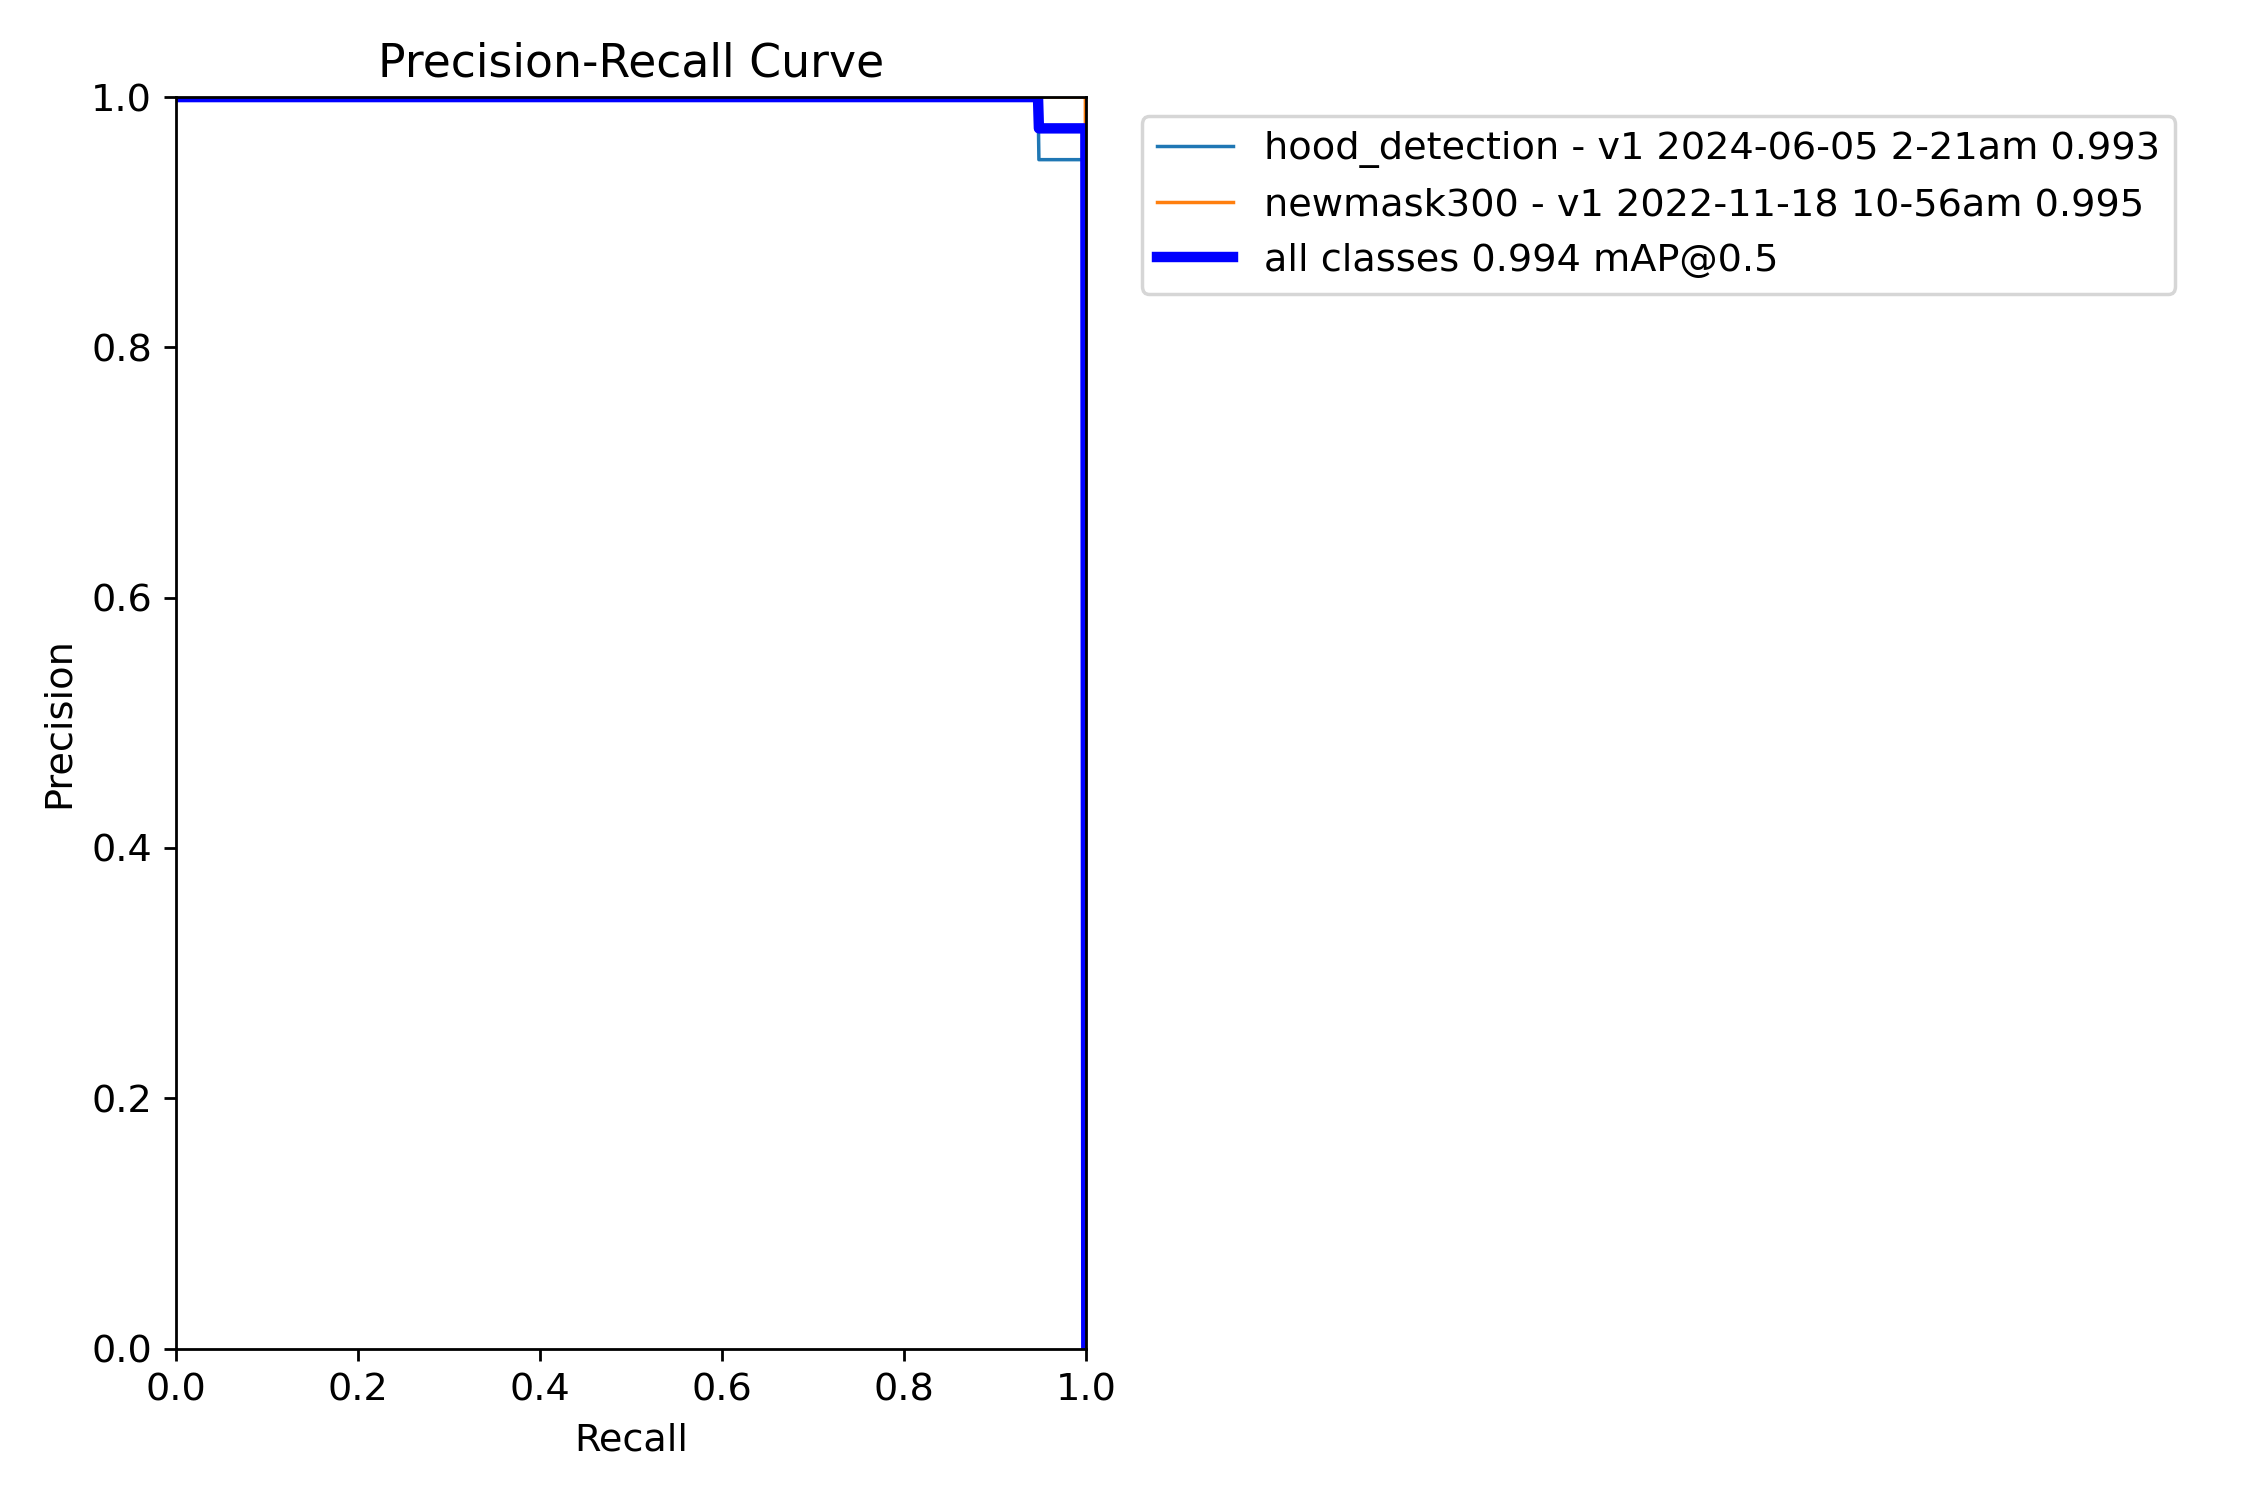 Precision-Recall Curve
1.0
0.8
0.6
0.4
0.2
0.0
Precision
0.0 0.2 0.4 0.6 0.8 1.0
Recall
hood_detection - v1 2024-06-05 2-21am 0.993
newmask300 - v1 2022-11-18 10-56am 0.995
all classes 0.994 mAP@0.5